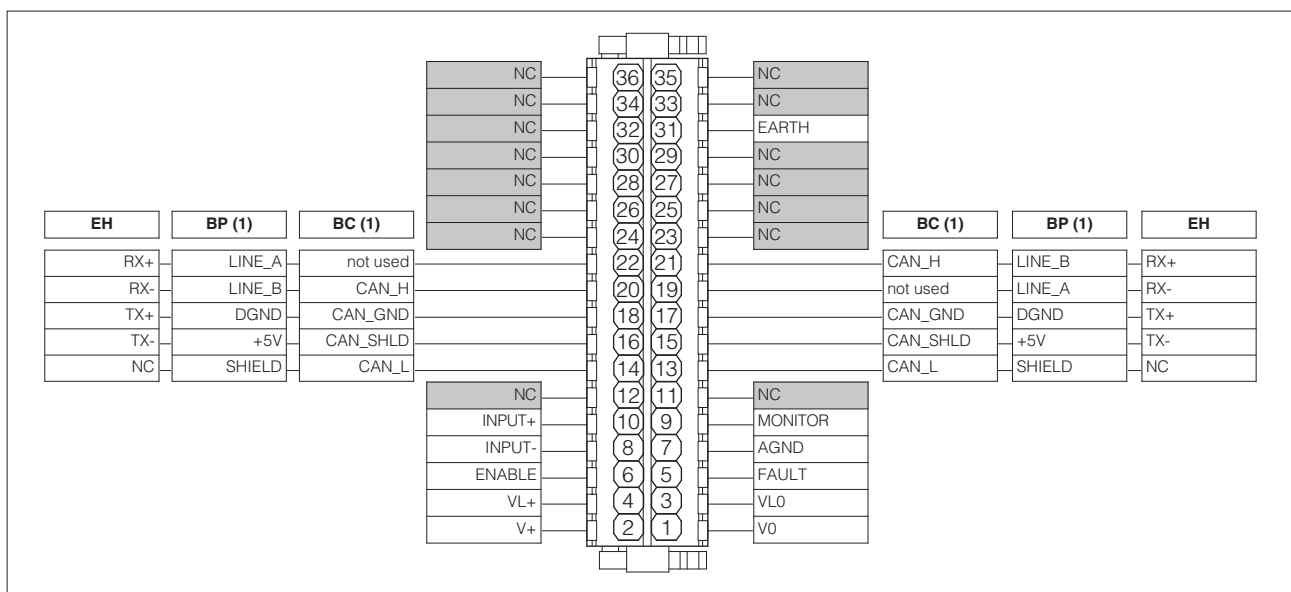 NC 36 35 NC
NC 34 33 NC
NC 32 31 EARTH
NC 30 29 NC
NC 28 27 NC
NC 26 25 NC
NC 24 23 NC
EH BP (1) BC (1) BC (1) BP (1) EH
RX+ LINE_A not used 22 21 CAN_H LINE_B RX+
RX- LINE_B CAN_H 20 19 not used LINE_A RX-
TX+ DGND CAN_GND 18 17 CAN_GND DGND TX+
TX- +5V CAN_SHLD 16 15 CAN_SHLD +5V TX-
NC SHIELD CAN_L 14 13 CAN_L SHIELD NC
NC 12 11 NC
INPUT+ 10 9 MONITOR
INPUT- 8 7 AGND
ENABLE 6 5 FAULT
VL+ 4 3 VL0
V+ 2 1 V0